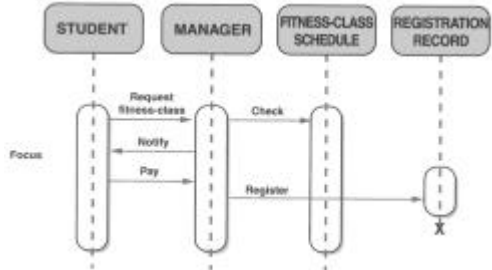 STUDENT
MANAGER
FITNESS-CLASS
SCHEDULE
REGISTRATION
RECORD
Request
fitness-class
Check
Notify
Focus
Pay
Register
X